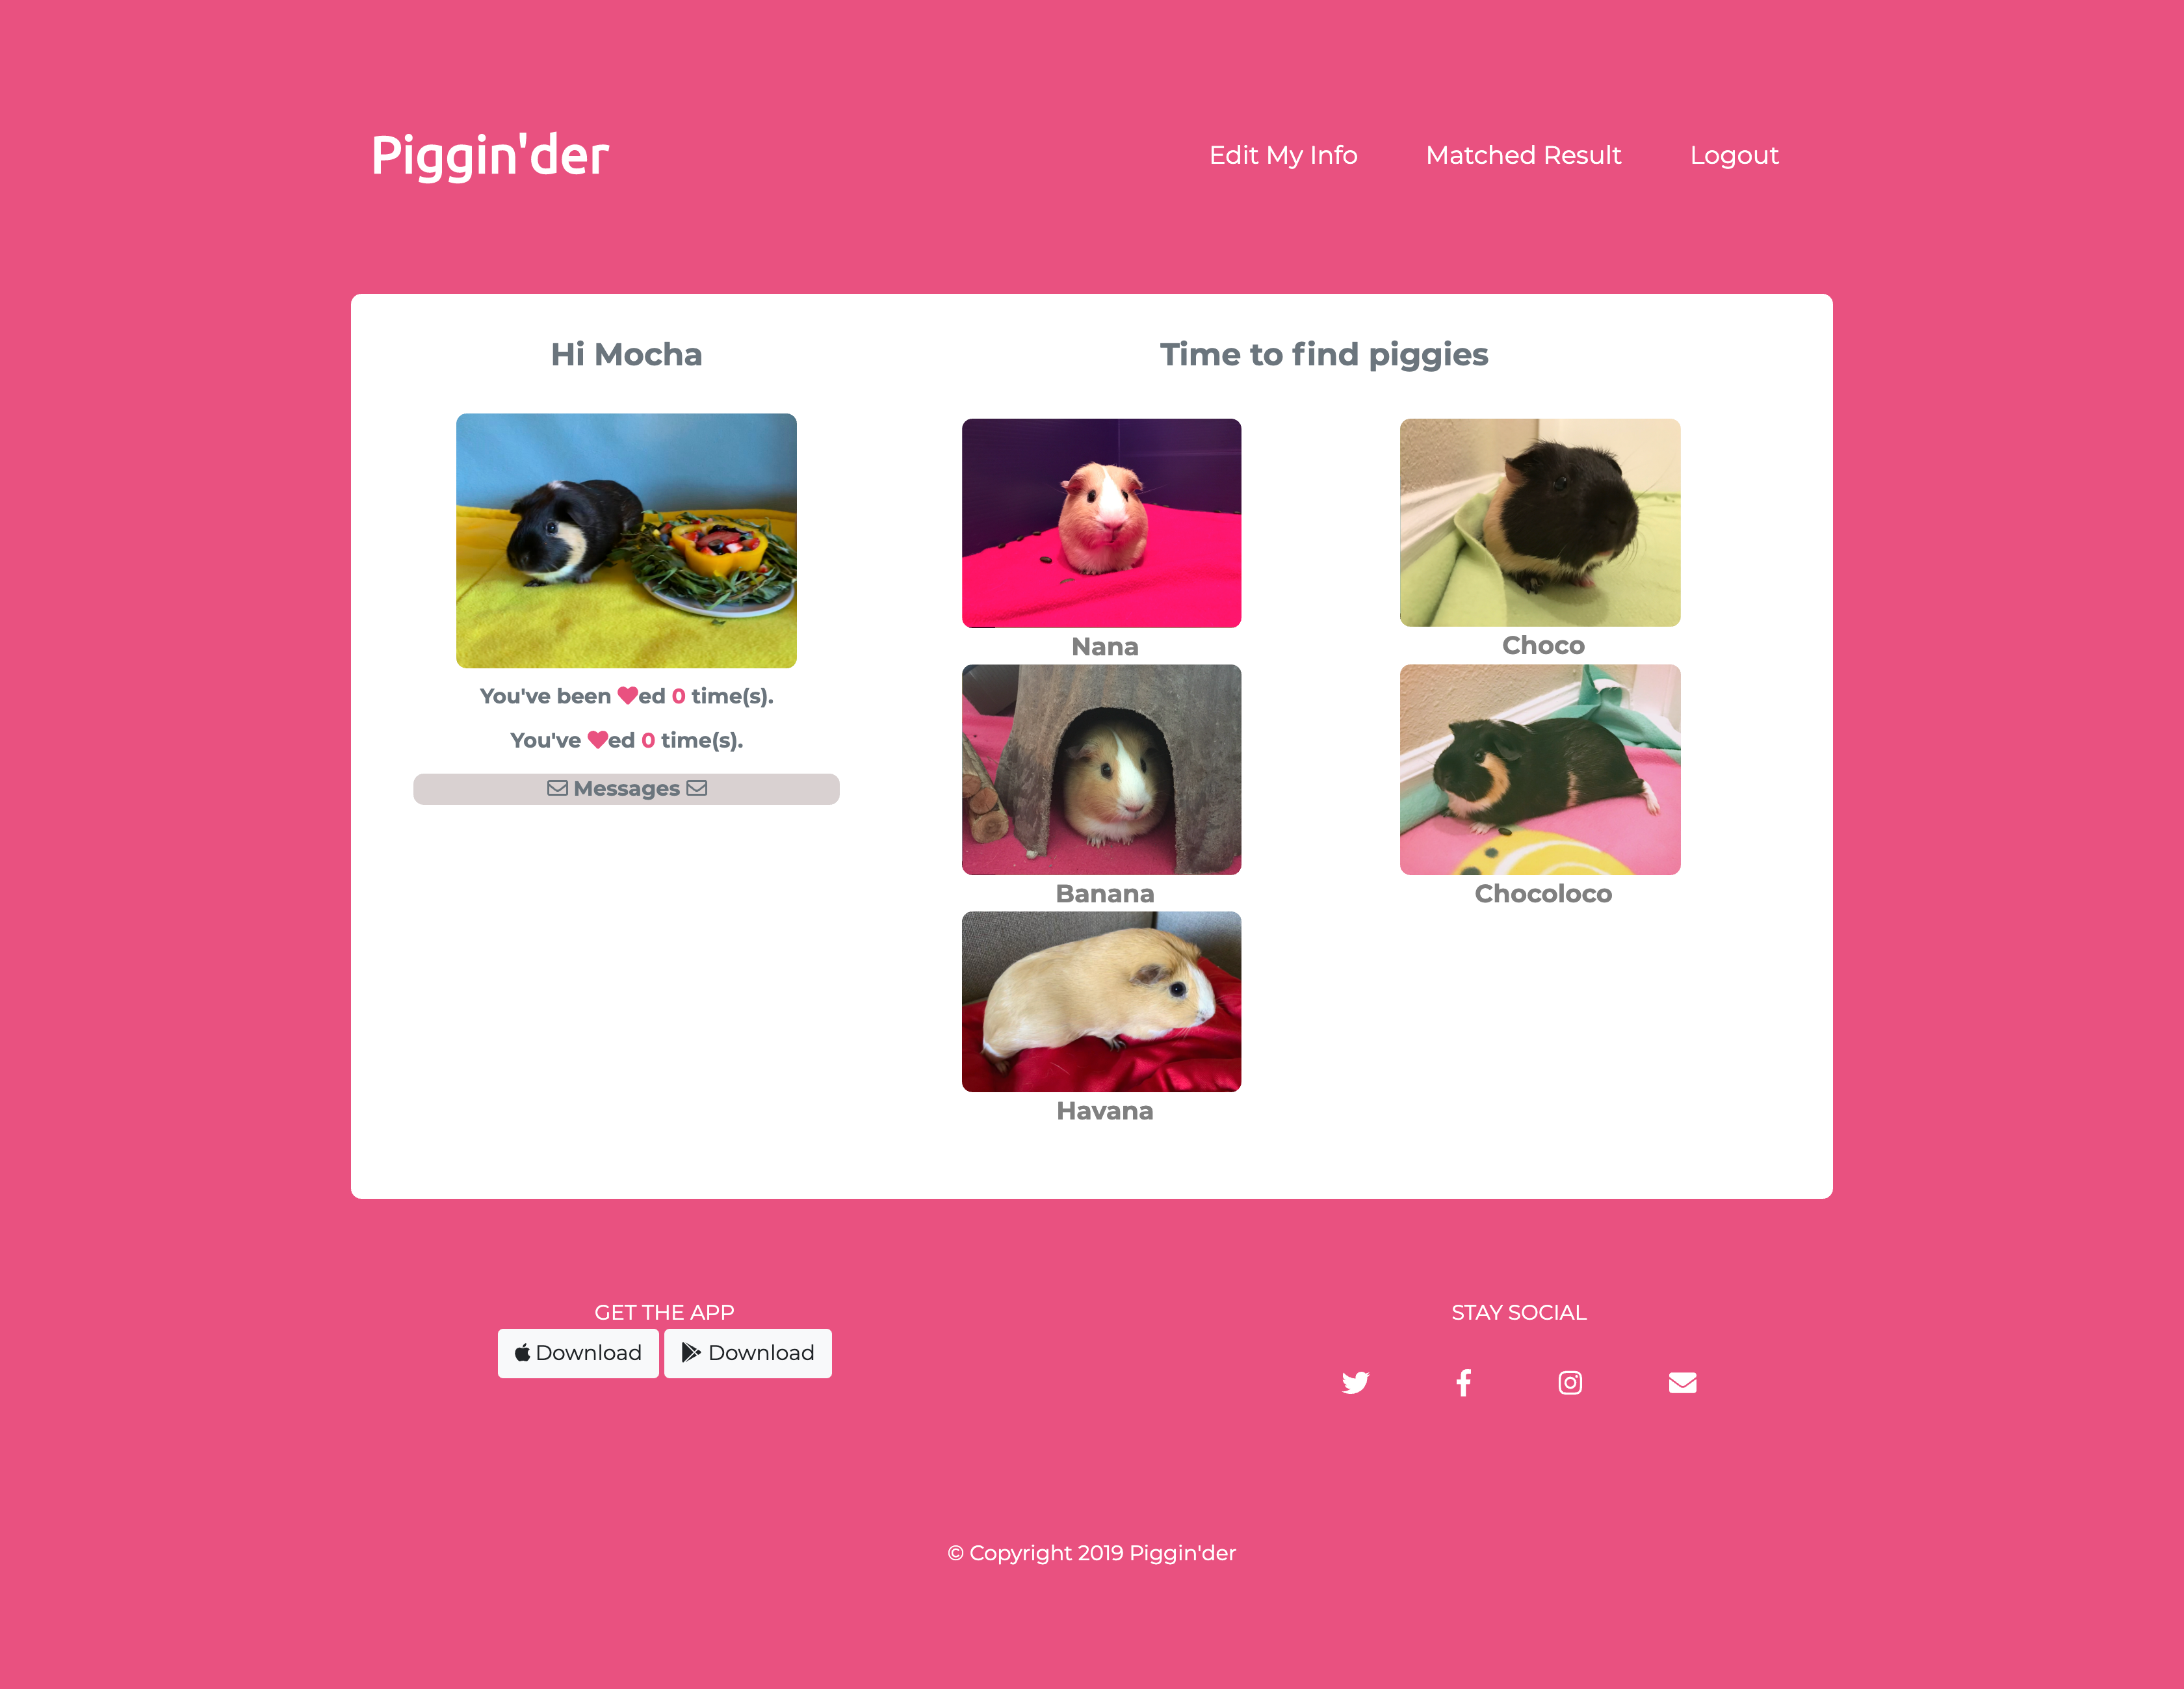 Piggin'der
Edit My Info
Matched Result
Logout
Hi Mocha
You've been ed 0 time(s).
You've ed 0 time(s).
Messages
Time to find piggies
Nana
Choco
Banana
Chocoloco
Havana
GET THE APP
Download
Download
STAY SOCIAL
© Copyright 2019 Piggin'der